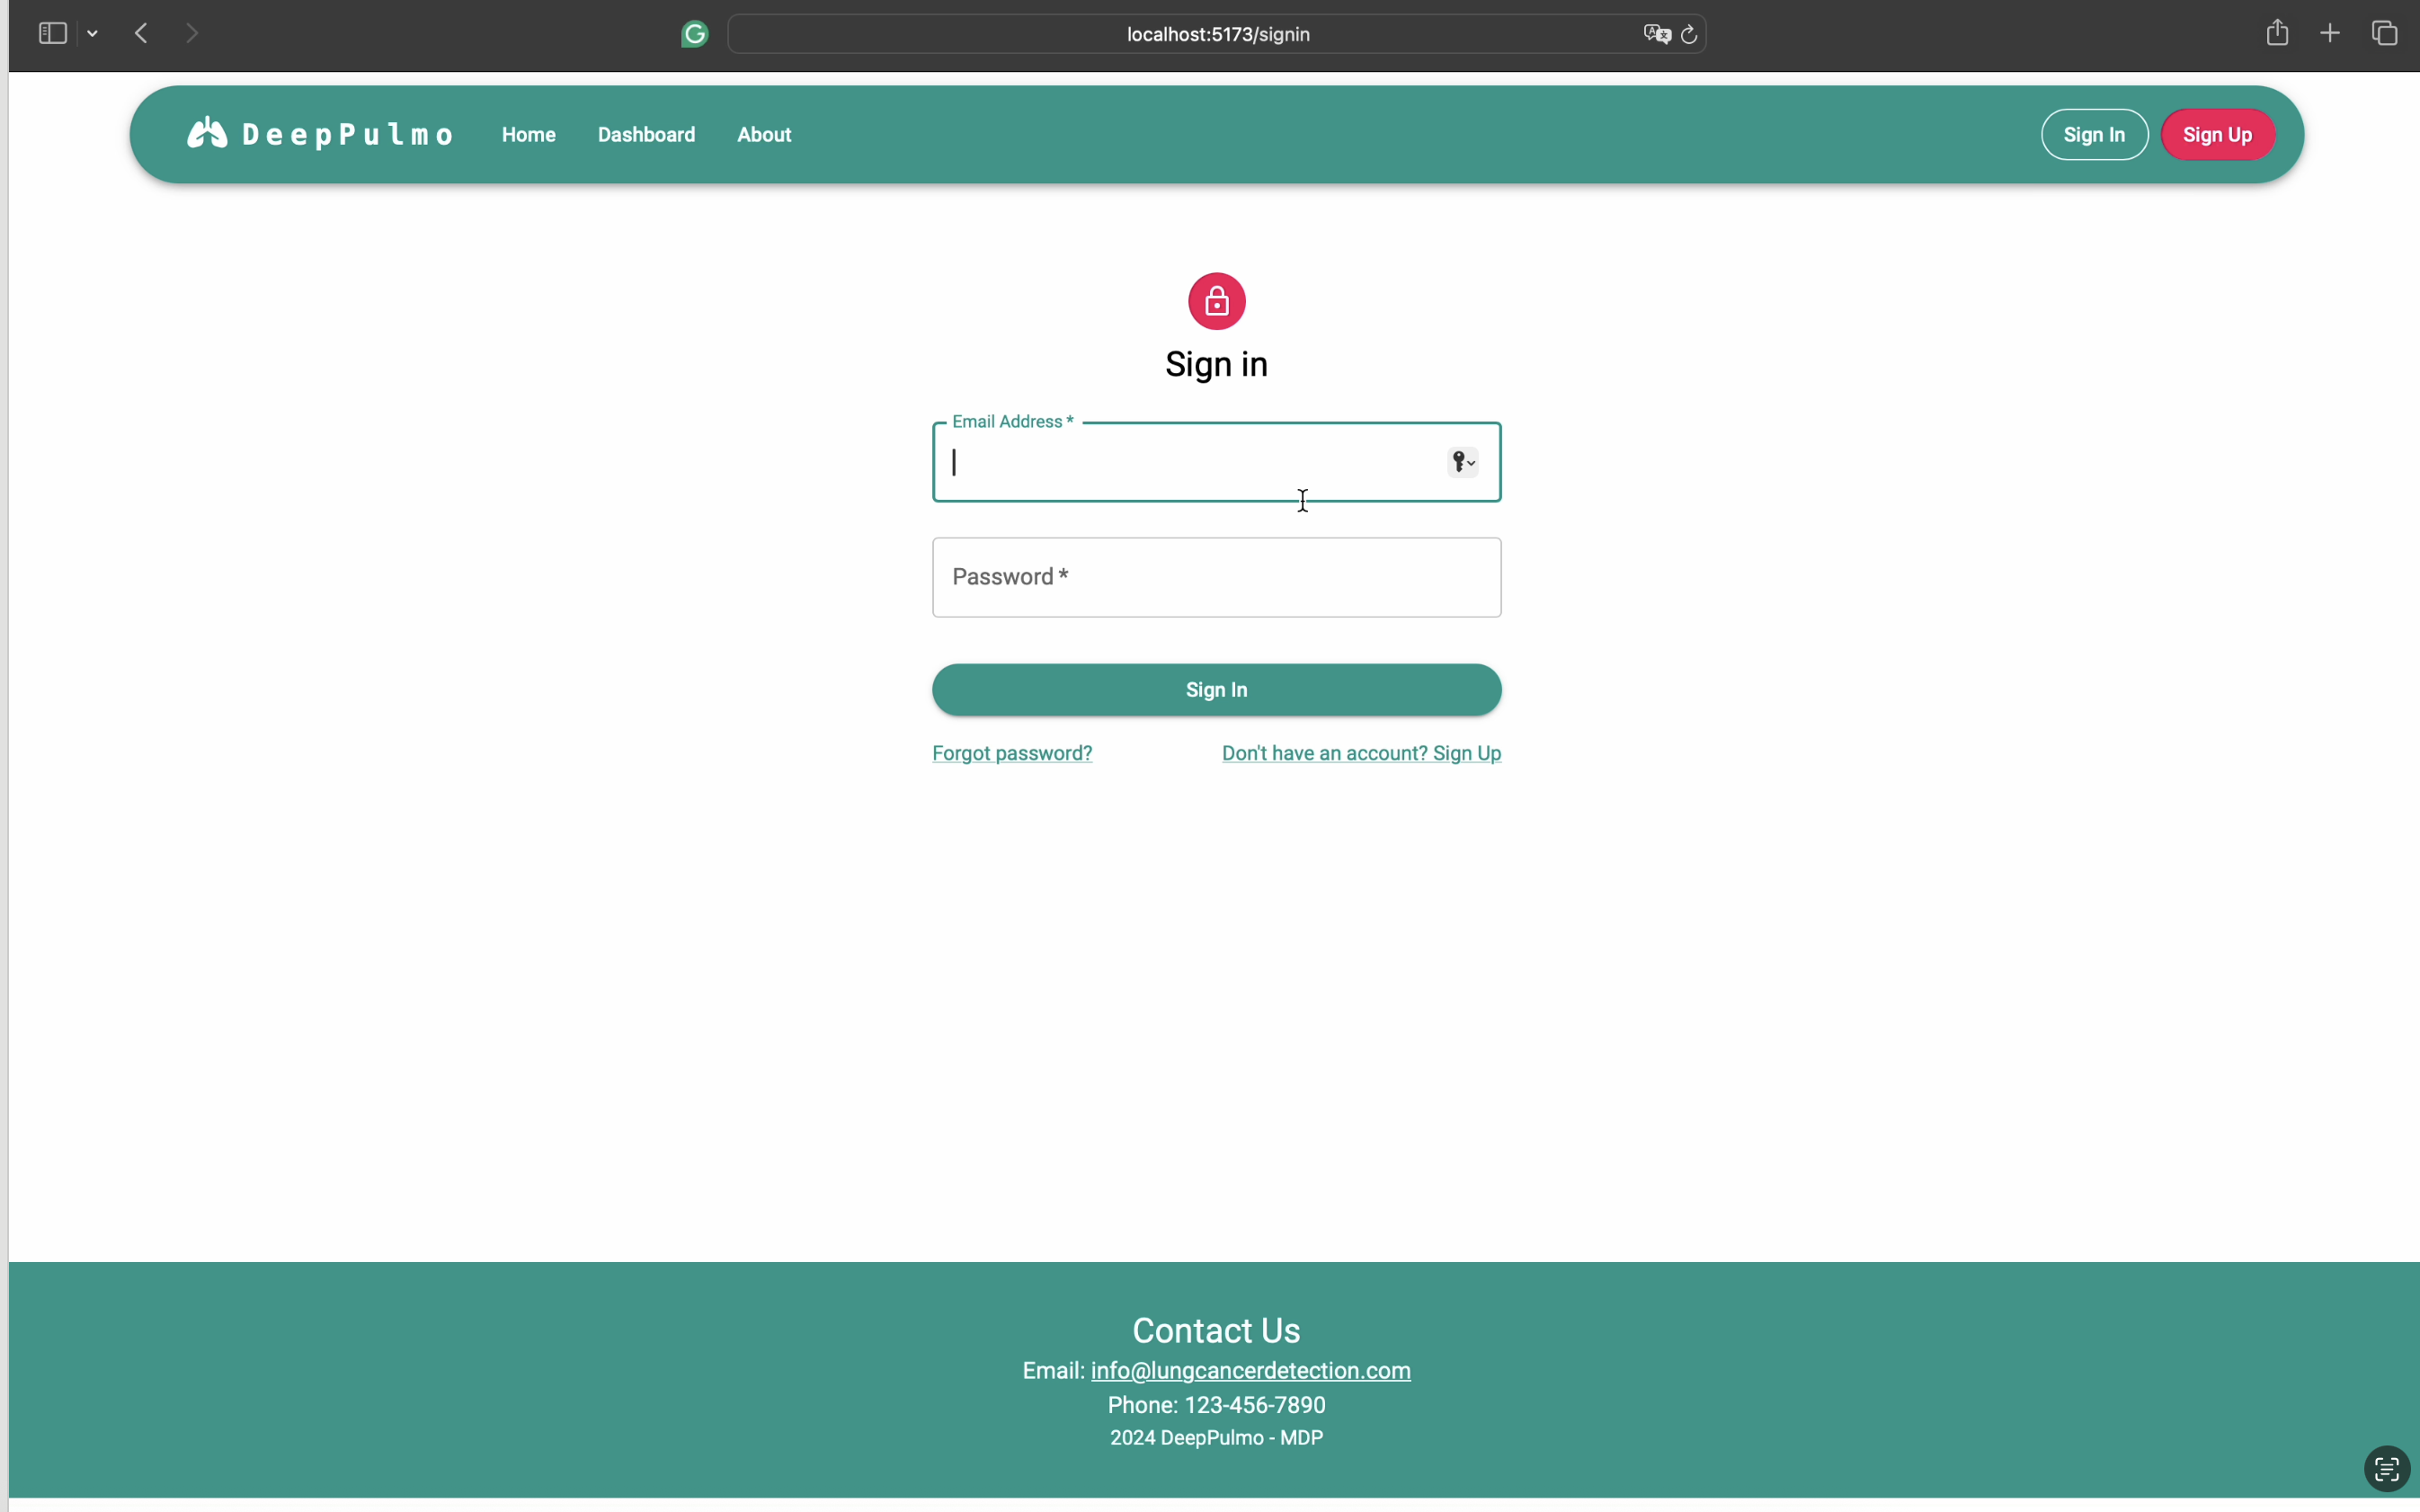 localhost:5173/signin
DeepPulmo Home Dashboard About Sign In Sign Up
Sign in
Email Address *
Password *
Sign In
Forgot password? Don't have an account? Sign Up
Contact Us
Email: info@lungcancerdetection.com
Phone: 123-456-7890
2024 DeepPulmo - MDP